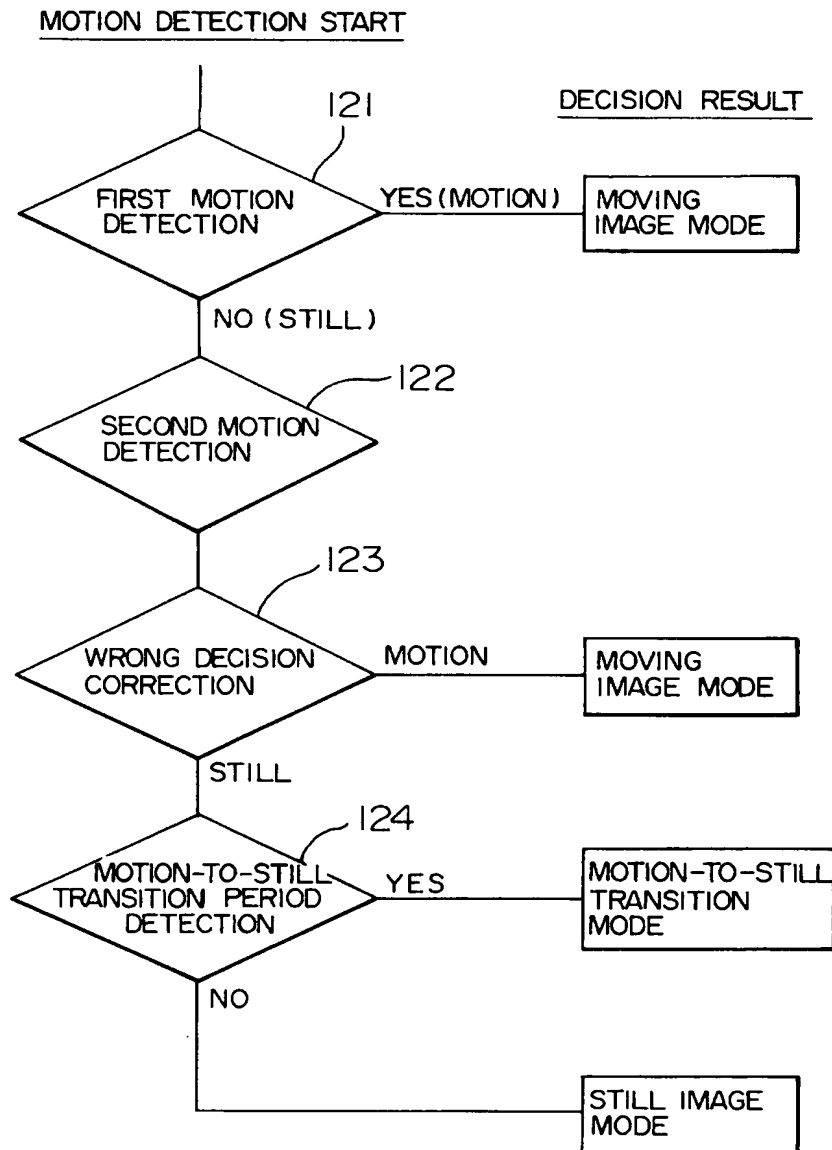 MOTION DETECTION START
DECISION RESULT
121
FIRST MOTION
DETECTION
YES (MOTION)
MOVING
IMAGE MODE
NO (STILL)
122
SECOND MOTION
DETECTION
123
WRONG DECISION
CORRECTION
MOTION
MOVING
IMAGE MODE
STILL
124
MOTION-TO-STILL
TRANSITION PERIOD
DETECTION
YES
MOTION-TO-STILL
TRANSITION
MODE
NO
STILL IMAGE
MODE